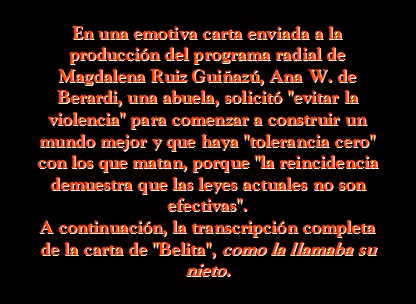 En una emotiva carta enviada a la
producción del programa radial de
Magdalena Ruiz Guiñazú, Ana W. de
Berardi, una abuela, solicitó "evitar la
violencia" para comenzar a construir un
mundo mejor y que haya "tolerancia cero"
con los que matan, porque "la reincidencia
demuestra que las leyes actuales no son
efectivas".
A continuación, la transcripción completa
de la carta de "Belita", como la llamaba su
nieto.